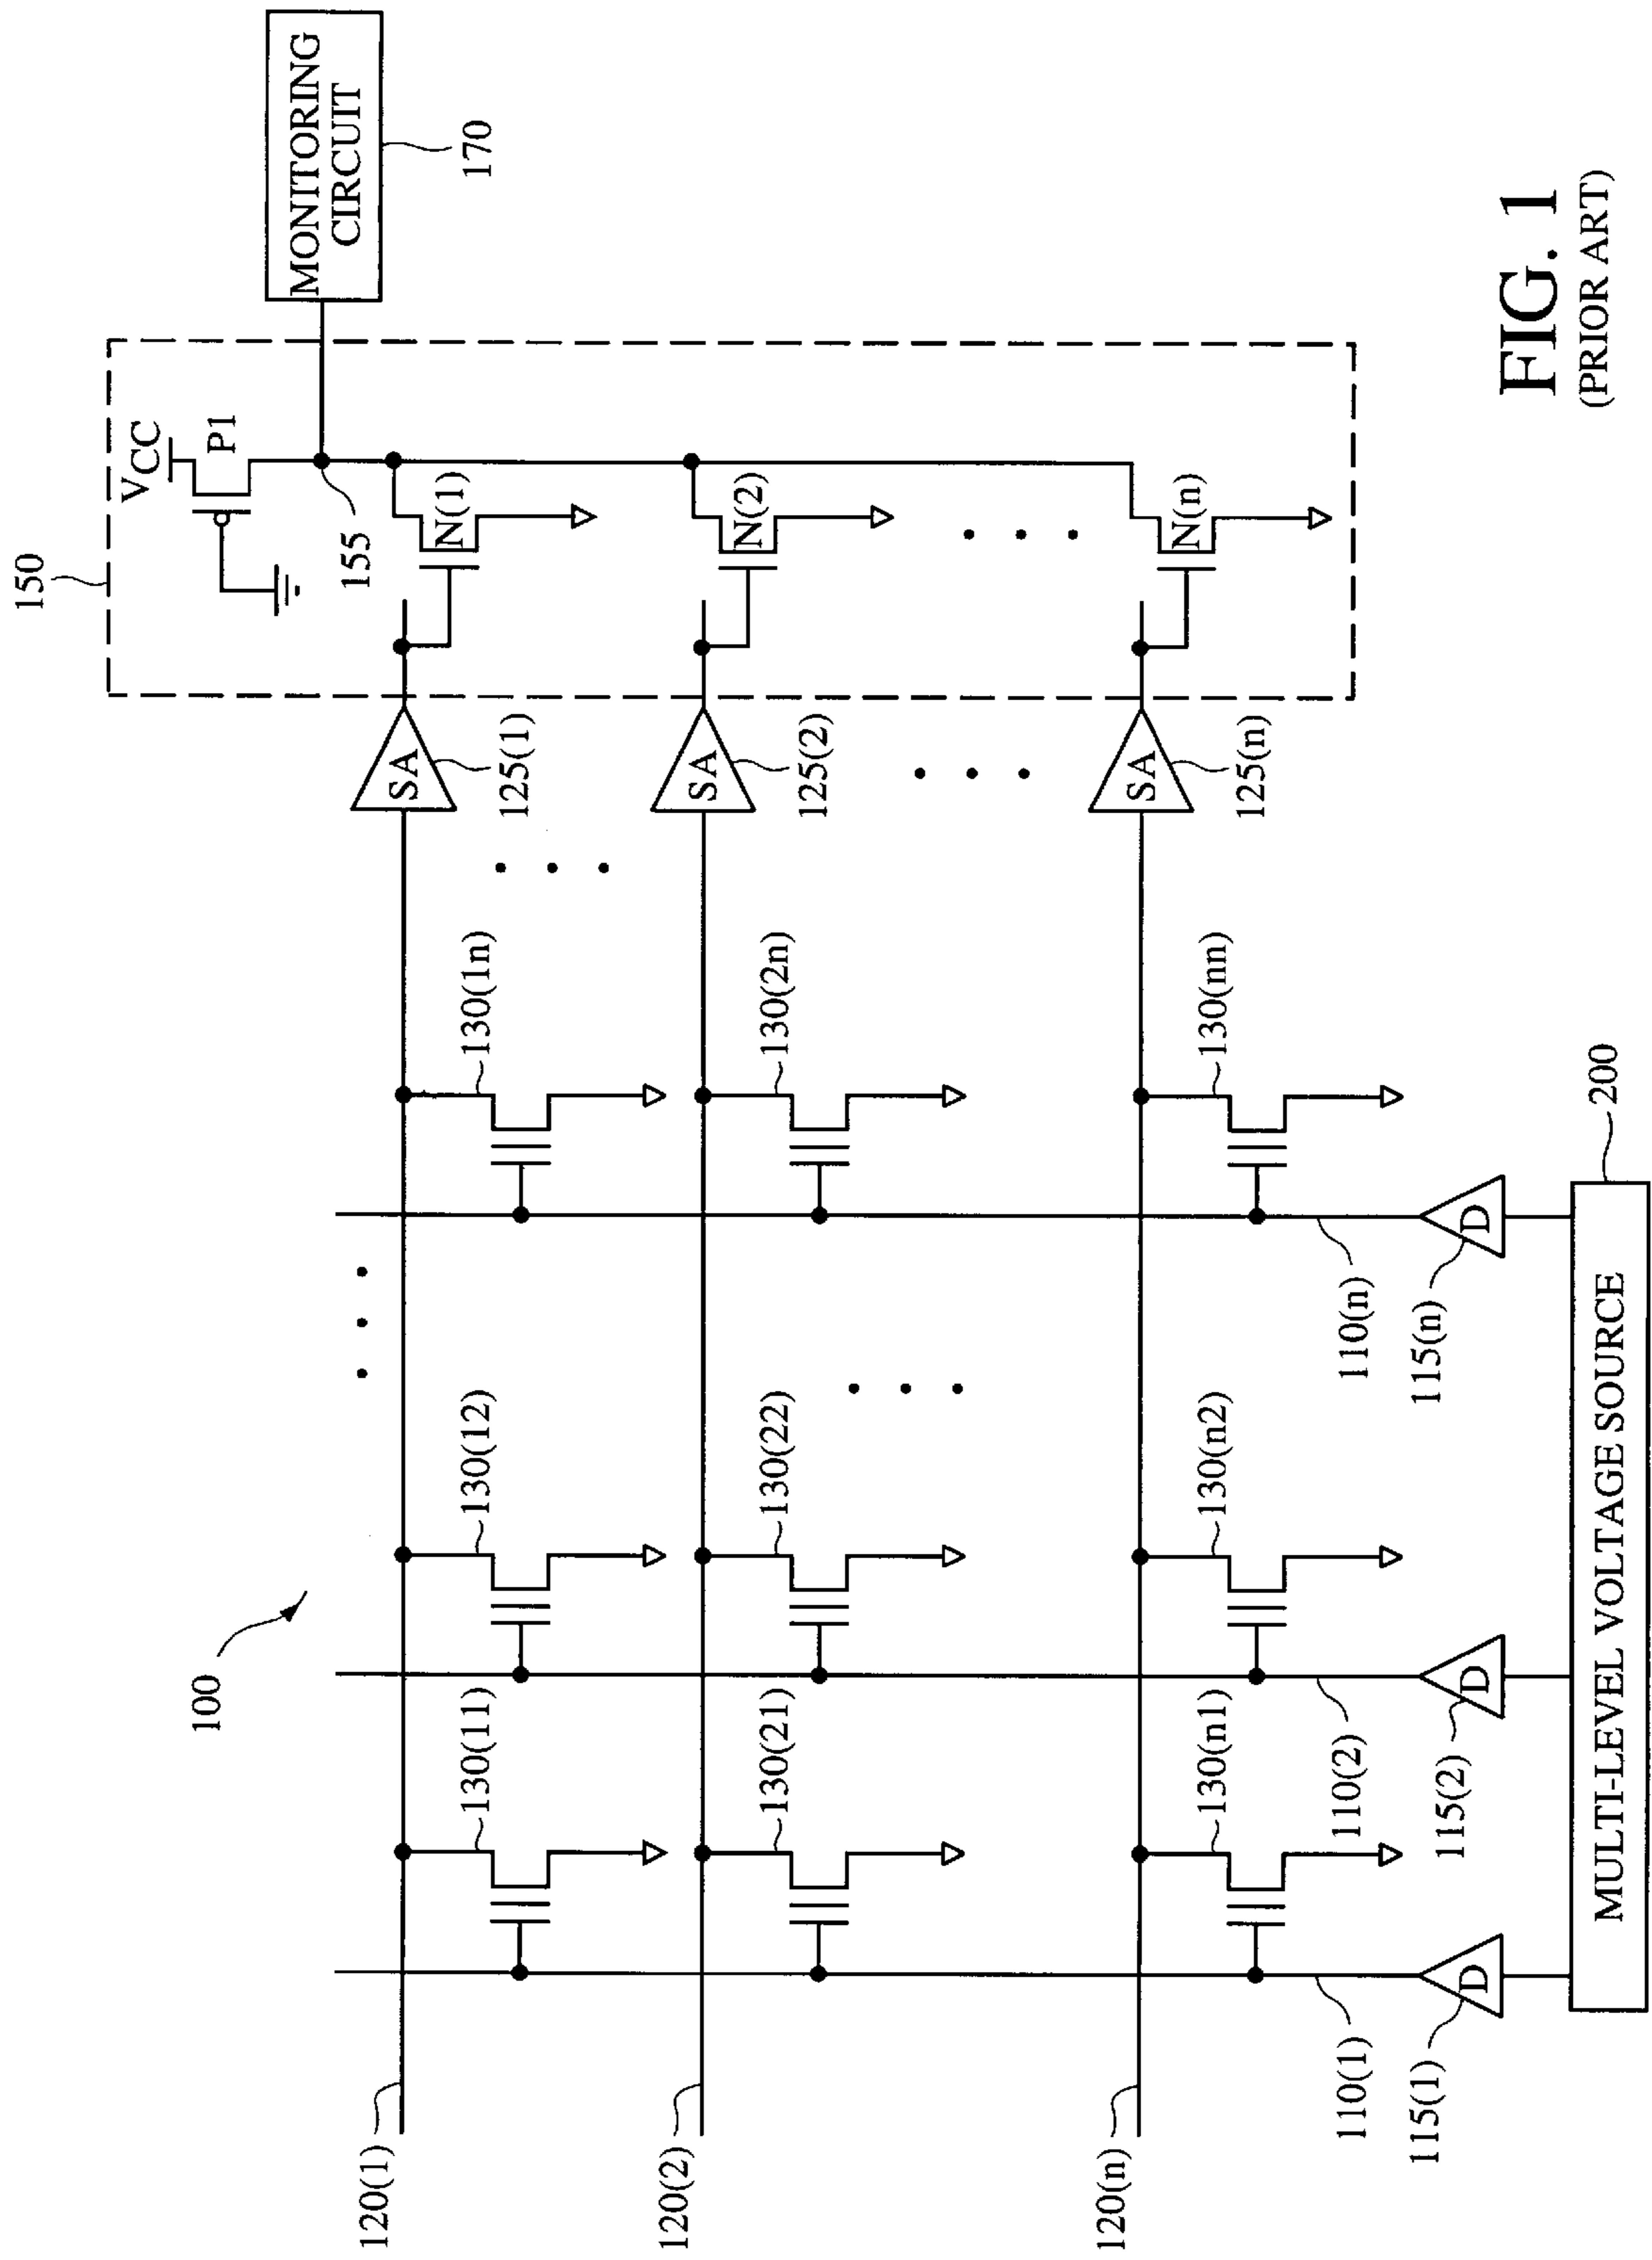 150
VCC
P1
MONITORING
CIRCUIT
170
155
N(1)
N(2)
N(n)
SA
125(1)
SA
125(2)
SA
125(n)
100
130(11)
130(12)
130(1n)
130(21)
130(22)
130(2n)
130(n1)
130(n2)
130(nn)
120(1)
120(2)
120(n)
110(1)
110(2)
110(n)
D
115(1)
D
115(2)
D
115(n)
MULTI-LEVEL VOLTAGE SOURCE
200
FIG. 1
(PRIOR ART)